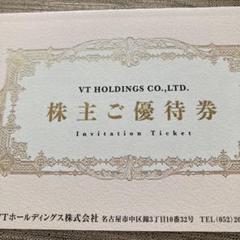 VT HOLDINGS CO.,LTD.
株主ご優待券
Invitation Ticket
VTホールディングス株式会社 名古屋市中区錦3丁目10番32号 TEL(052)20